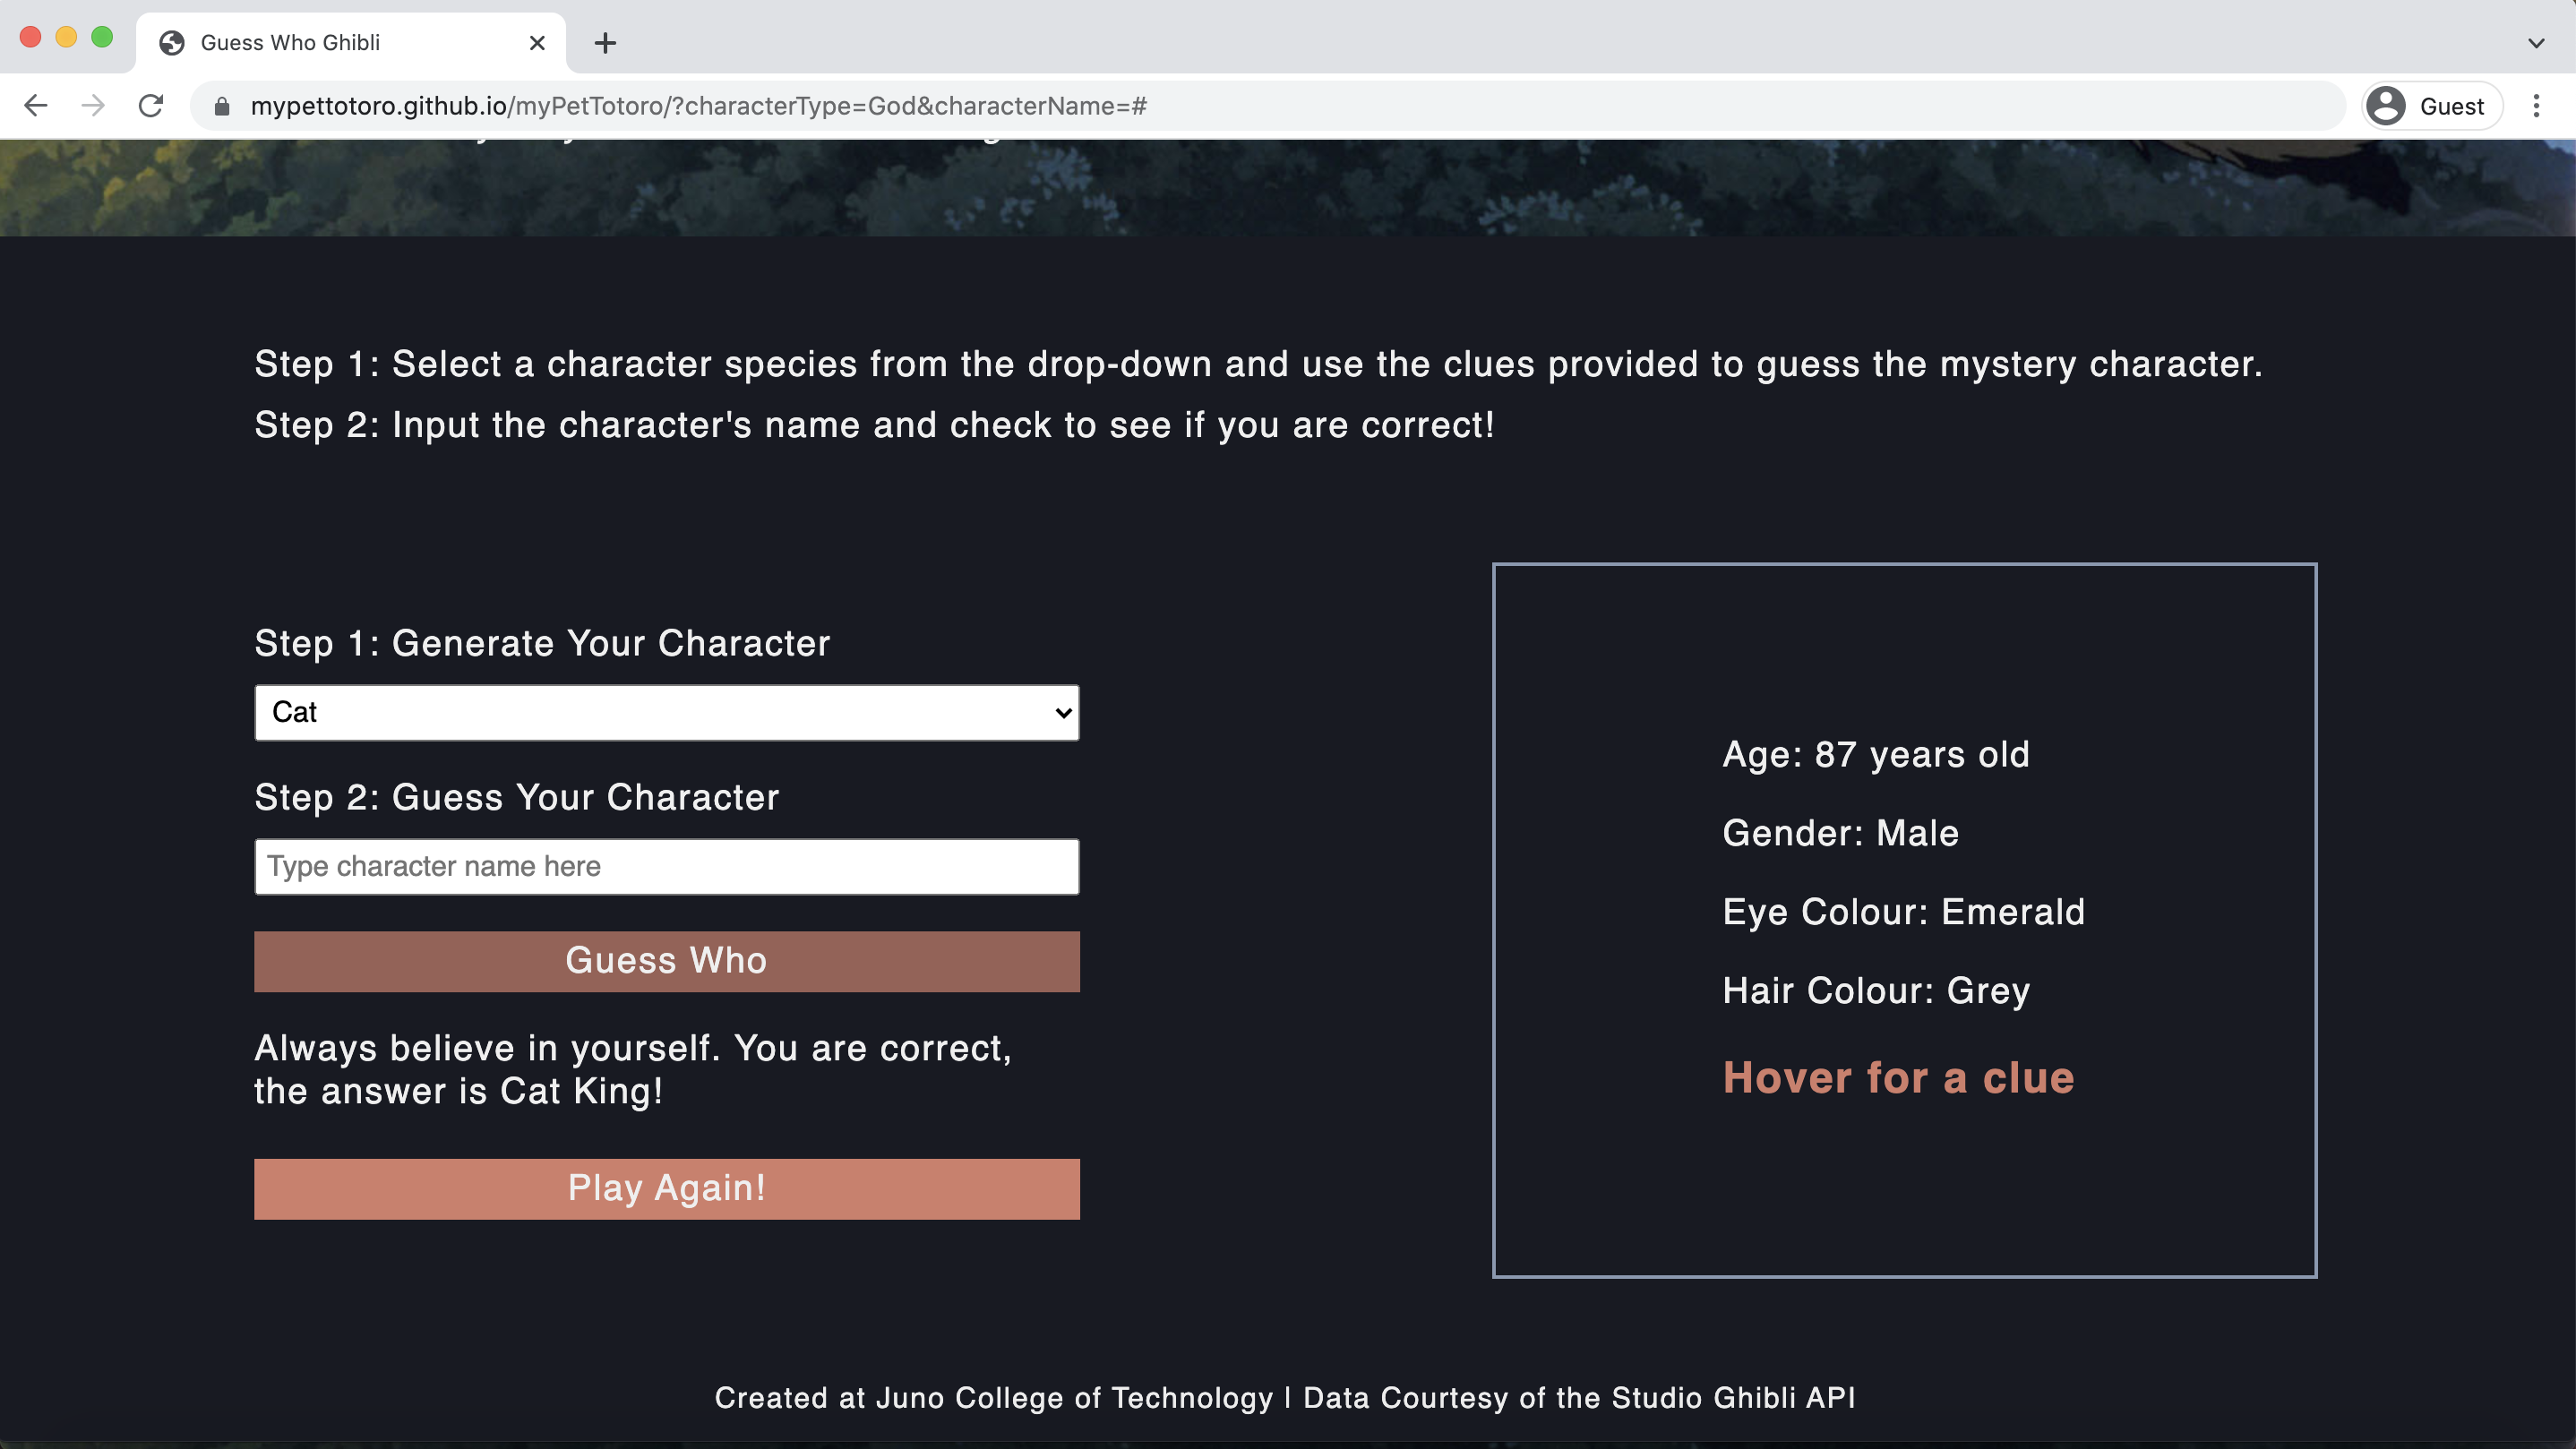 Guess Who Ghibli
mypettotoro.github.io/myPetTotoro/?characterType=God&characterName=#
Guest
Step 1: Select a character species from the drop-down and use the clues provided to guess the mystery character.
Step 2: Input the character's name and check to see if you are correct!
Step 1: Generate Your Character
Cat
Step 2: Guess Your Character
Type character name here
Guess Who
Always believe in yourself. You are correct,
the answer is Cat King!
Play Again!
Age: 87 years old
Gender: Male
Eye Colour: Emerald
Hair Colour: Grey
Hover for a clue
Created at Juno College of Technology | Data Courtesy of the Studio Ghibli API